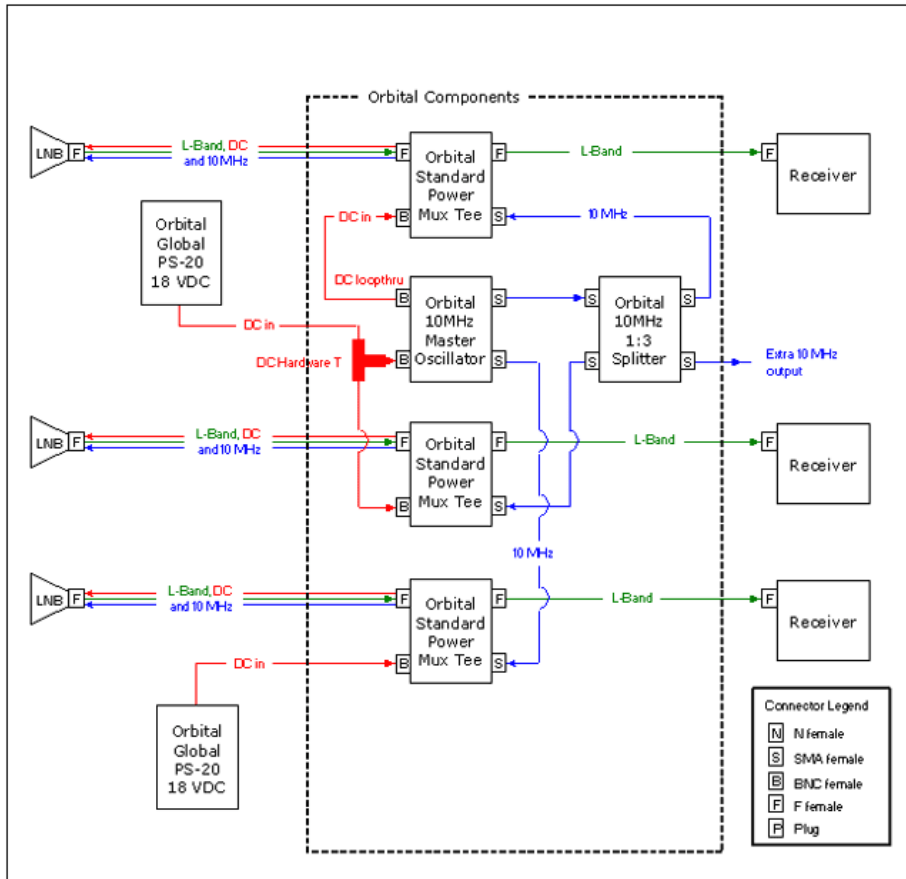 Orbital Components
LNB
F
L-Band, DC
and 10 MHz
F
Orbital
Standard
Power
Mux Tee
F
B
S
L-Band
F
Receiver
DC in
10 MHz
Orbital
Global
PS-20
18 VDC
DC in
DC loopthru
DC Hardware T
B
B
Orbital
10MHz
Master
Oscillator
S
S
S
S
Orbital
10MHz
1:3
Splitter
S
S
Extra 10 MHz
output
LNB
F
L-Band, DC
and 10 MHz
F
B
Orbital
Standard
Power
Mux Tee
F
S
L-Band
F
Receiver
10 MHz
LNB
F
L-Band, DC
and 10 MHz
F
B
Orbital
Standard
Power
Mux Tee
F
S
L-Band
F
Receiver
DC in
Orbital
Global
PS-20
18 VDC
Connector Legend
N N female
S SMA female
B BNC female
F F female
P Plug